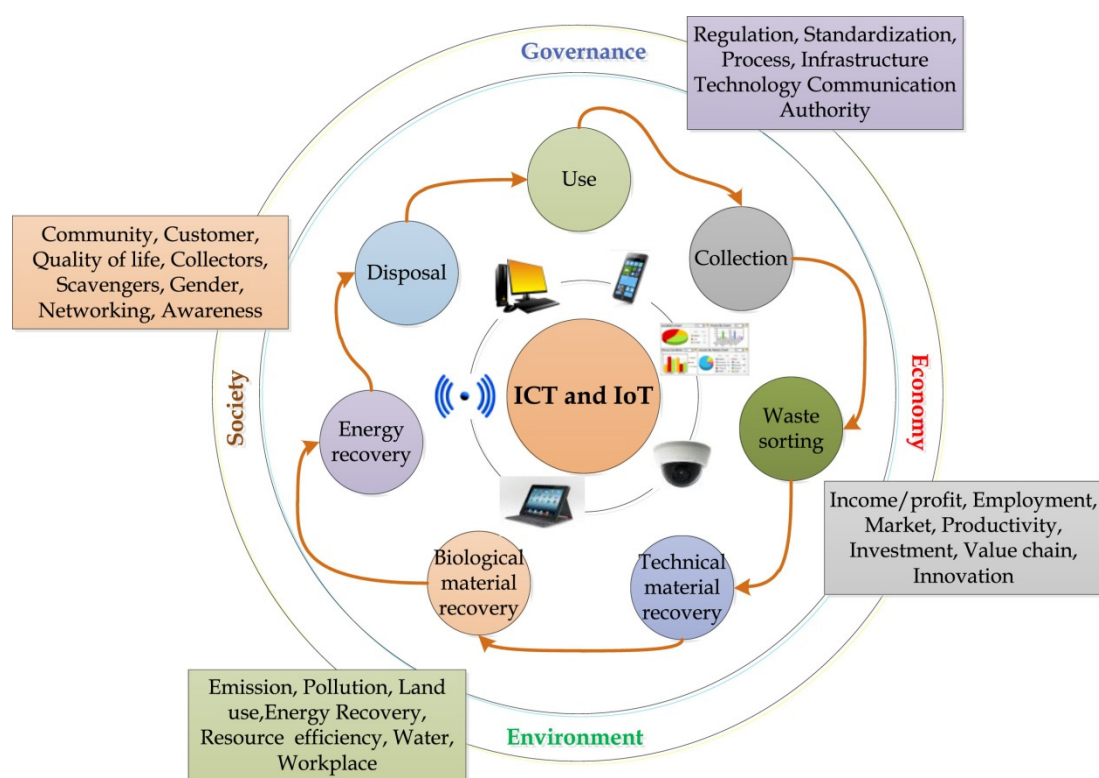 Governance
Regulation, Standardization,
Process, Infrastructure
Technology Communication
Authority
Use
Collection
Disposal
Community, Customer,
Quality of life, Collectors,
Scavengers, Gender,
Networking, Awareness
Society
ICT and IoT
Economy
Waste
sorting
Energy
recovery
Income/profit, Employment,
Market, Productivity,
Investment, Value chain,
Innovation
Technical
material
recovery
Biological
material
recovery
Emission, Pollution, Land
use,Energy Recovery,
Resource efficiency, Water,
Workplace
Environment